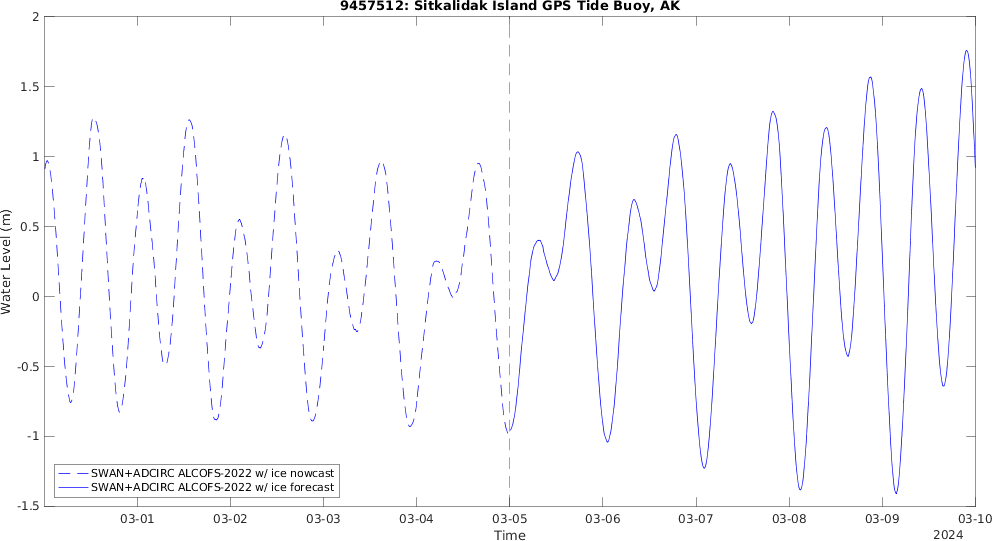 9457512: Sitkalidak Island GPS Tide Buoy, AK
Water Level (m)
2
1.5
1
0.5
0
-0.5
-1
-1.5
SWAN+ADCIRC ALCOFS-2022 w/ ice nowcast
SWAN+ADCIRC ALCOFS-2022 w/ ice forecast
03-01 03-02 03-03 03-04 03-05 03-06 03-07 03-08 03-09 03-10
Time
2024